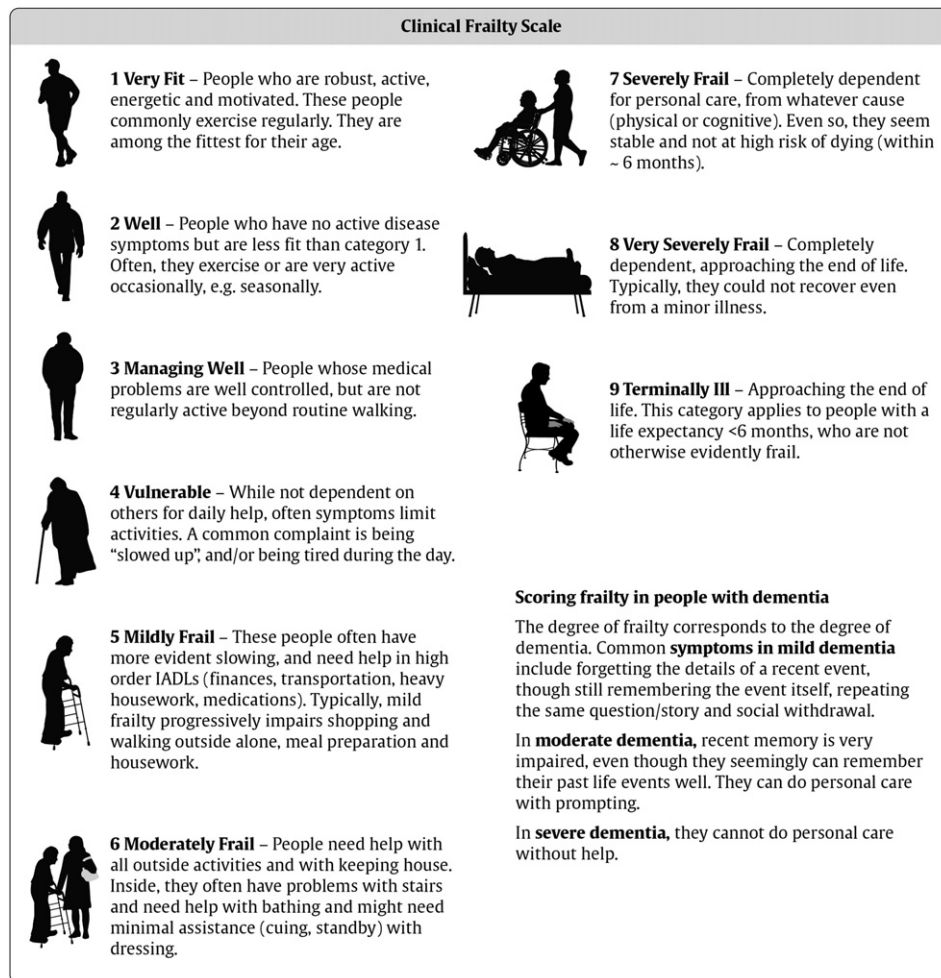 Clinical Frailty Scale
1 Very Fit – People who are robust, active,
energetic and motivated. These people
commonly exercise regularly. They are
among the fittest for their age.
2 Well – People who have no active disease
symptoms but are less fit than category 1.
Often, they exercise or are very active
occasionally, e.g. seasonally.
3 Managing Well – People whose medical
problems are well controlled, but are not
regularly active beyond routine walking.
4 Vulnerable – While not dependent on
others for daily help, often symptoms limit
activities. A common complaint is being
“slowed up”, and/or being tired during the day.
5 Mildly Frail – These people often have
more evident slowing, and need help in high
order IADLs (finances, transportation, heavy
housework, medications). Typically, mild
frailty progressively impairs shopping and
walking outside alone, meal preparation and
housework.
6 Moderately Frail – People need help with
all outside activities and with keeping house.
Inside, they often have problems with stairs
and need help with bathing and might need
minimal assistance (cuing, standby) with
dressing.
7 Severely Frail – Completely dependent
for personal care, from whatever cause
(physical or cognitive). Even so, they seem
stable and not at high risk of dying (within
~ 6 months).
8 Very Severely Frail – Completely
dependent, approaching the end of life.
Typically, they could not recover even
from a minor illness.
9 Terminally Ill – Approaching the end of
life. This category applies to people with a
life expectancy <6 months, who are not
otherwise evidently frail.
Scoring frailty in people with dementia
The degree of frailty corresponds to the degree of
dementia. Common symptoms in mild dementia
include forgetting the details of a recent event,
though still remembering the event itself, repeating
the same question/story and social withdrawal.
In moderate dementia, recent memory is very
impaired, even though they seemingly can remember
their past life events well. They can do personal care
with prompting.
In severe dementia, they cannot do personal care
without help.